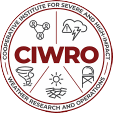 COOPERATIVE INSTITUTE FOR SEVERE AND HIGH-IMPACT
CIWRO
WEATHER RESEARCH AND OPERATIONS